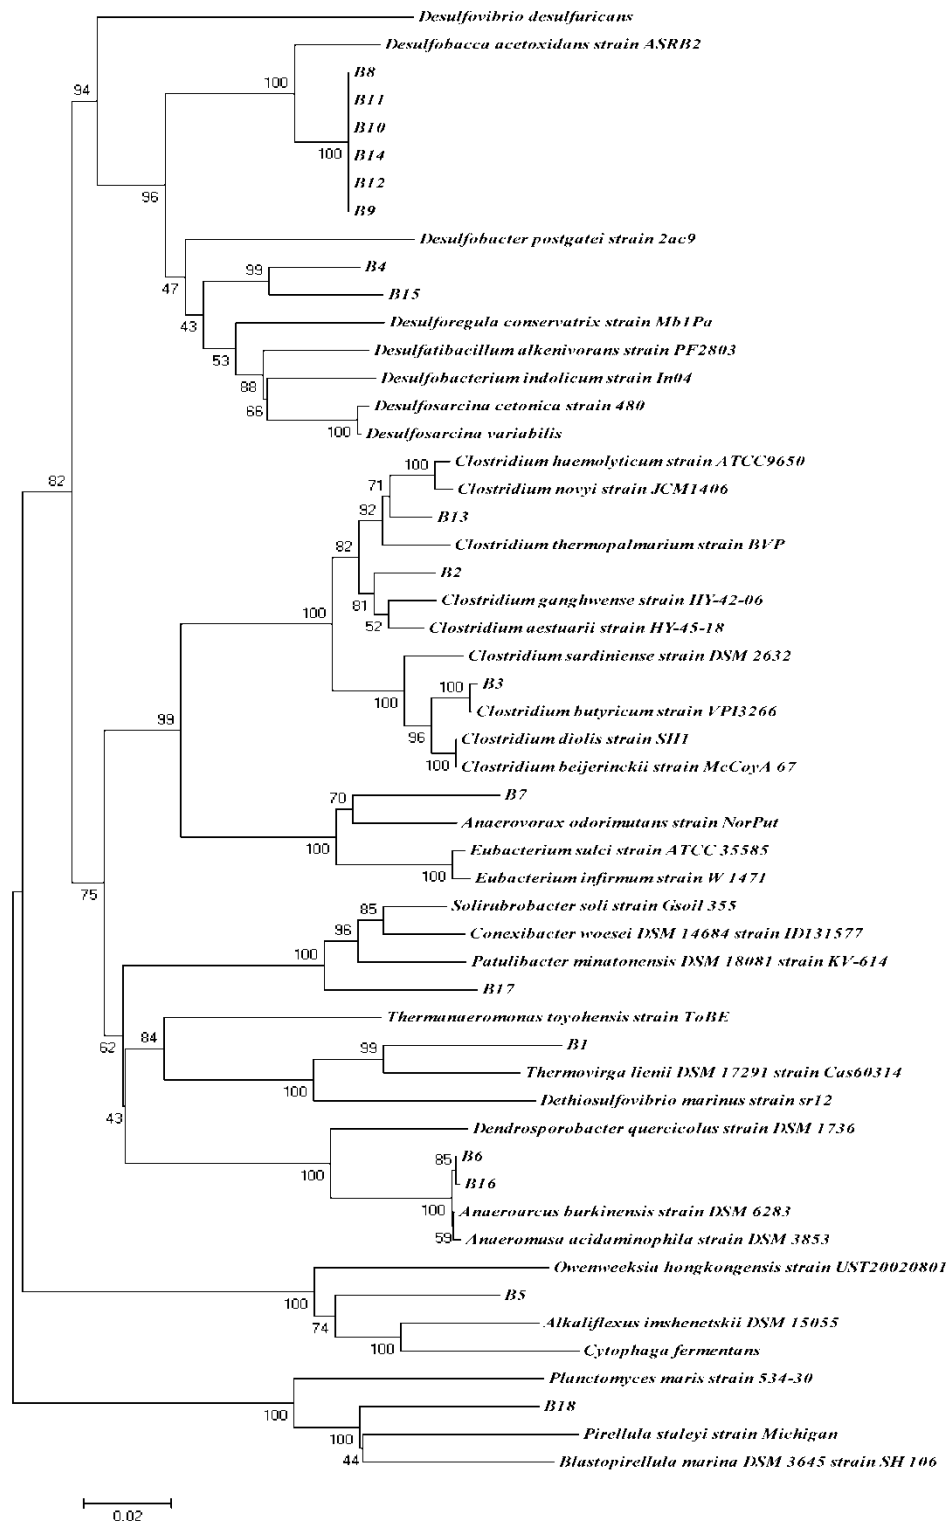 Desulfovibrio desulfuricans
Desulfobacca acetoxidans strain ASRB2
94
100
B8
B11
B10
B14
100
B12
B9
96
Desulfobacter postgatei strain 2ac9
99
B4
47
B15
43
Desulforegula conservatrix strain Mb1Pa
53
Desulfatibacillum alkenivorans strain PF2803
88
Desulfobacterium indolicum strain In04
66
Desulfosarcina cetonica strain 480
100
Desulfosarcina variabilis
82
100
Clostridium haemolyticum strain ATCC9650
71
Clostridium novyi strain JCM1406
92
B13
82
Clostridium thermopalmarium strain BVP
B2
81
Clostridium ganghwense strain HY-42-06
100
52
Clostridium aestuarii strain HY-45-18
Clostridium sardiniense strain DSM 2632
100
100
B3
Clostridium butyricum strain VPI3266
99
96
Clostridium diolis strain SH1
100
Clostridium beijerinckii strain McCoyA 67
70
B7
Anaerovorax odorimutans strain NorPut
100
Eubacterium sulci strain ATCC 35585
100
Eubacterium infirmum strain W 1471
75
85
Solirubrobacter soli strain Gsoil 355
96
Conexibacter woesei DSM 14684 strain ID131577
100
Patulibacter minatonensis DSM 18081 strain KV-614
B17
84
Thermanaeromonas toyohensis strain ToBE
62
99
B1
Thermovirga lienii DSM 17291 strain Cas60314
100
Dethiosulfovibrio marinus strain sr12
43
Dendrosporobacter quercicolus strain DSM 1736
100
85
B6
B16
100
Anaeroarcus burkinensis strain DSM 6283
59
Anaeromusa acidaminophila strain DSM 3853
Owenweeksia hongkongensis strain UST20020801
100
B5
74
Alkaliflexus imshenetskii DSM 15055
100
Cytophaga fermentans
Planctomyces maris strain 534-30
100
B18
100
Pirellula staleyi strain Michigan
44
Blastopirellula marina DSM 3645 strain SH 106
0.02